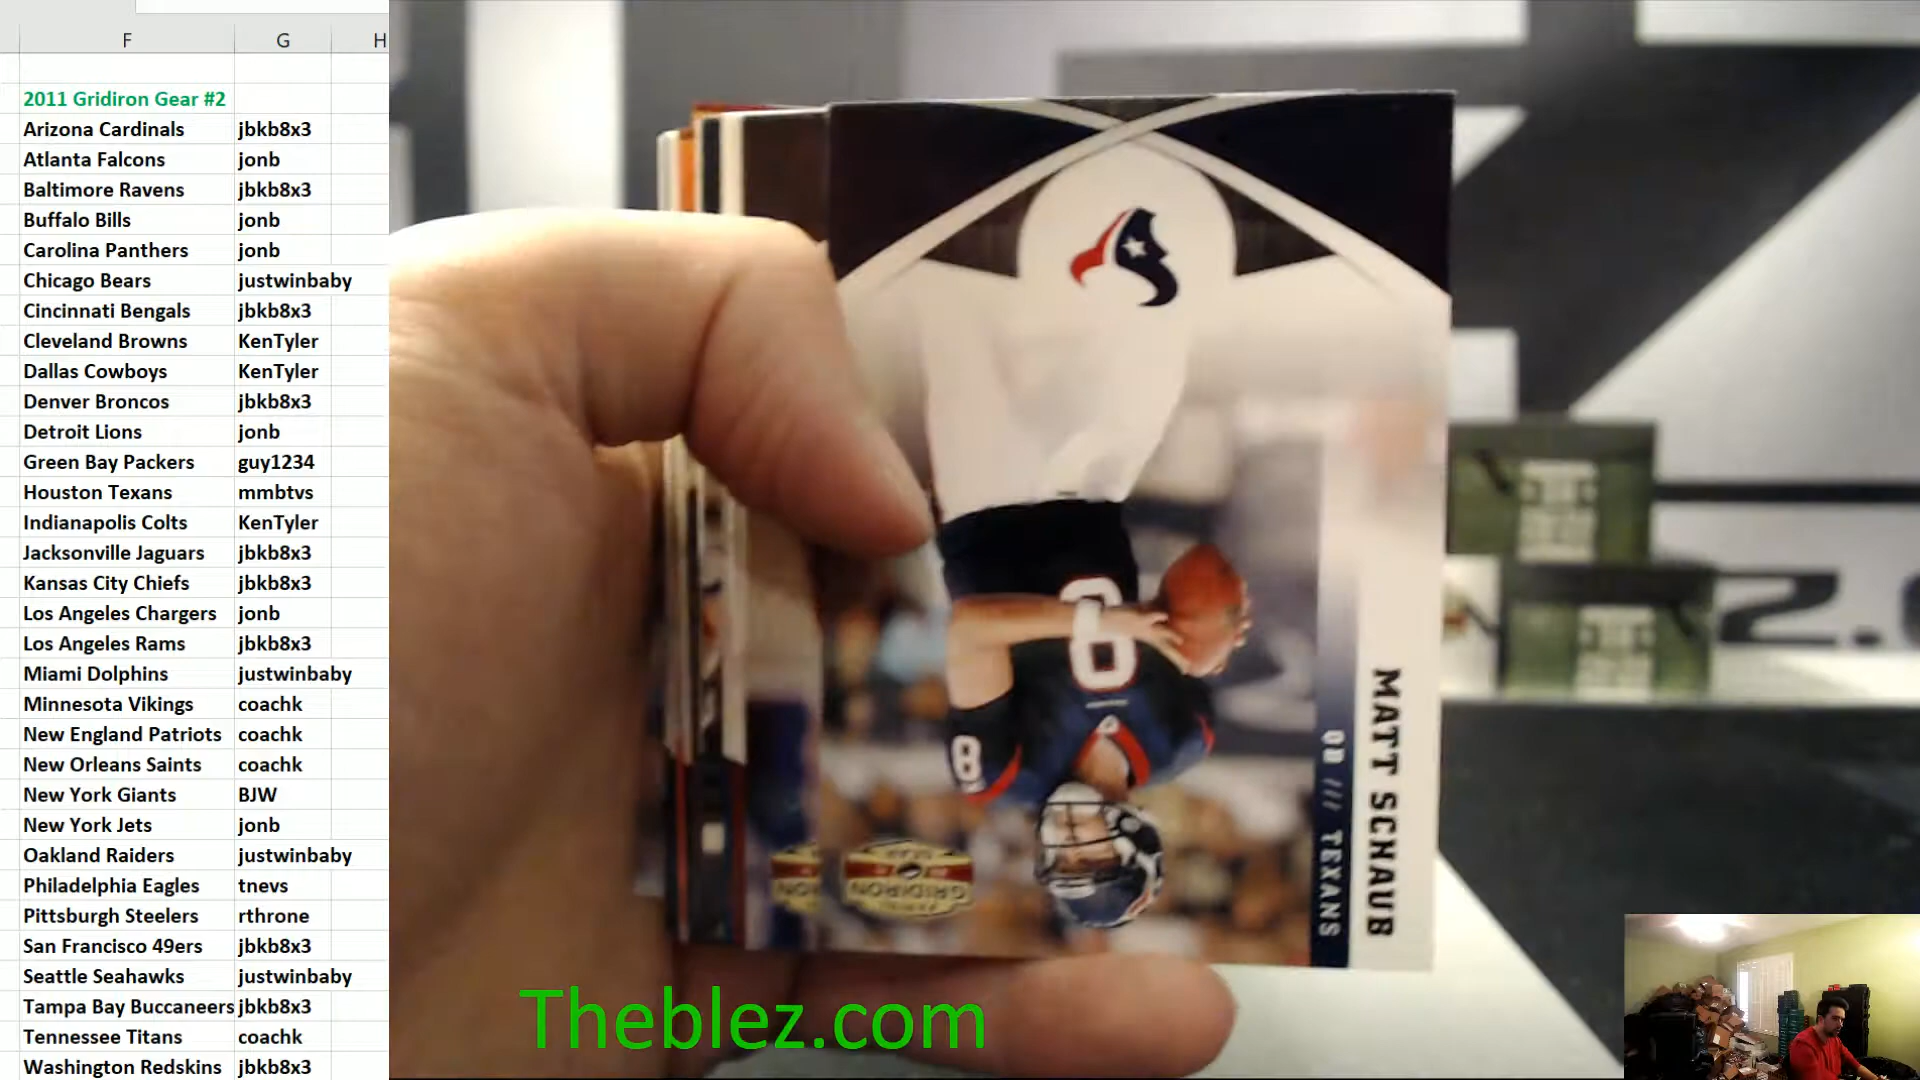 F G H
2011 Gridiron Gear #2
Arizona Cardinals jbkb8x3
Atlanta Falcons jonb
Baltimore Ravens jbkb8x3
Buffalo Bills jonb
Carolina Panthers jonb
Chicago Bears justwinbaby
Cincinnati Bengals jbkb8x3
Cleveland Browns KenTyler
Dallas Cowboys KenTyler
Denver Broncos jbkb8x3
Detroit Lions jonb
Green Bay Packers guy1234
Houston Texans mmbtvs
Indianapolis Colts KenTyler
Jacksonville Jaguars jbkb8x3
Kansas City Chiefs jbkb8x3
Los Angeles Chargers jonb
Los Angeles Rams jbkb8x3
Miami Dolphins justwinbaby
Minnesota Vikings coachk
New England Patriots coachk
New Orleans Saints coachk
New York Giants BJW
New York Jets jonb
Oakland Raiders justwinbaby
Philadelphia Eagles tnevs
Pittsburgh Steelers rthrone
San Francisco 49ers jbkb8x3
Seattle Seahawks justwinbaby
Tampa Bay Buccaneers jbkb8x3
Tennessee Titans coachk
Washington Redskins jbkb8x3
MATT SCHAUB
QB /// TEXANS
8
8
GRIDIRON
GEAR
Theblez.com